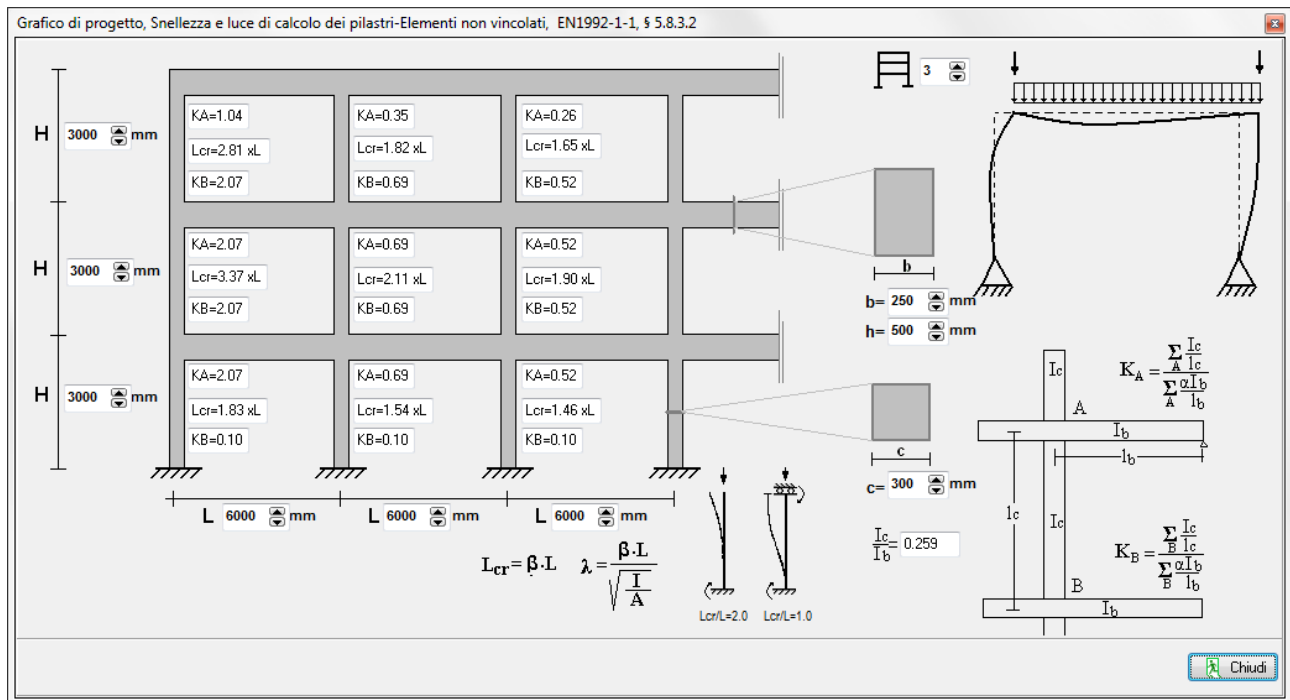 Grafico di progetto, Snellezza e luce di calcolo dei pilastri-Elementi non vincolati, EN1992-1-1, § 5.8.3.2
3
H 3000 mm
KA=1.04
KA=0.35
KA=0.26
Lcr=2.81 xL
Lcr=1.82 xL
Lcr=1.65 xL
KB=2.07
KB=0.69
KB=0.52
H 3000 mm
KA=2.07
KA=0.69
KA=0.52
Lcr=3.37 xL
Lcr=2.11 xL
Lcr=1.90 xL
KB=2.07
KB=0.69
KB=0.52
b
b= 250 mm
h= 500 mm
H 3000 mm
KA=2.07
KA=0.69
KA=0.52
Lcr=1.83 xL
Lcr=1.54 xL
Lcr=1.46 xL
KB=0.10
KB=0.10
KB=0.10
c
c= 300 mm
L 6000 mm
L 6000 mm
L 6000 mm
Ic/Ib= 0.259
Lcr = β·L
λ = β·L / √(I/A)
Lcr/L=2.0
Lcr/L=1.0
Ic
A
Ib
lb
lc
Ic
B
Ib
KA = Σ A Ic/lc / Σ A αIb/lb
KB = Σ B Ic/lc / Σ B αIb/lb
Chiudi